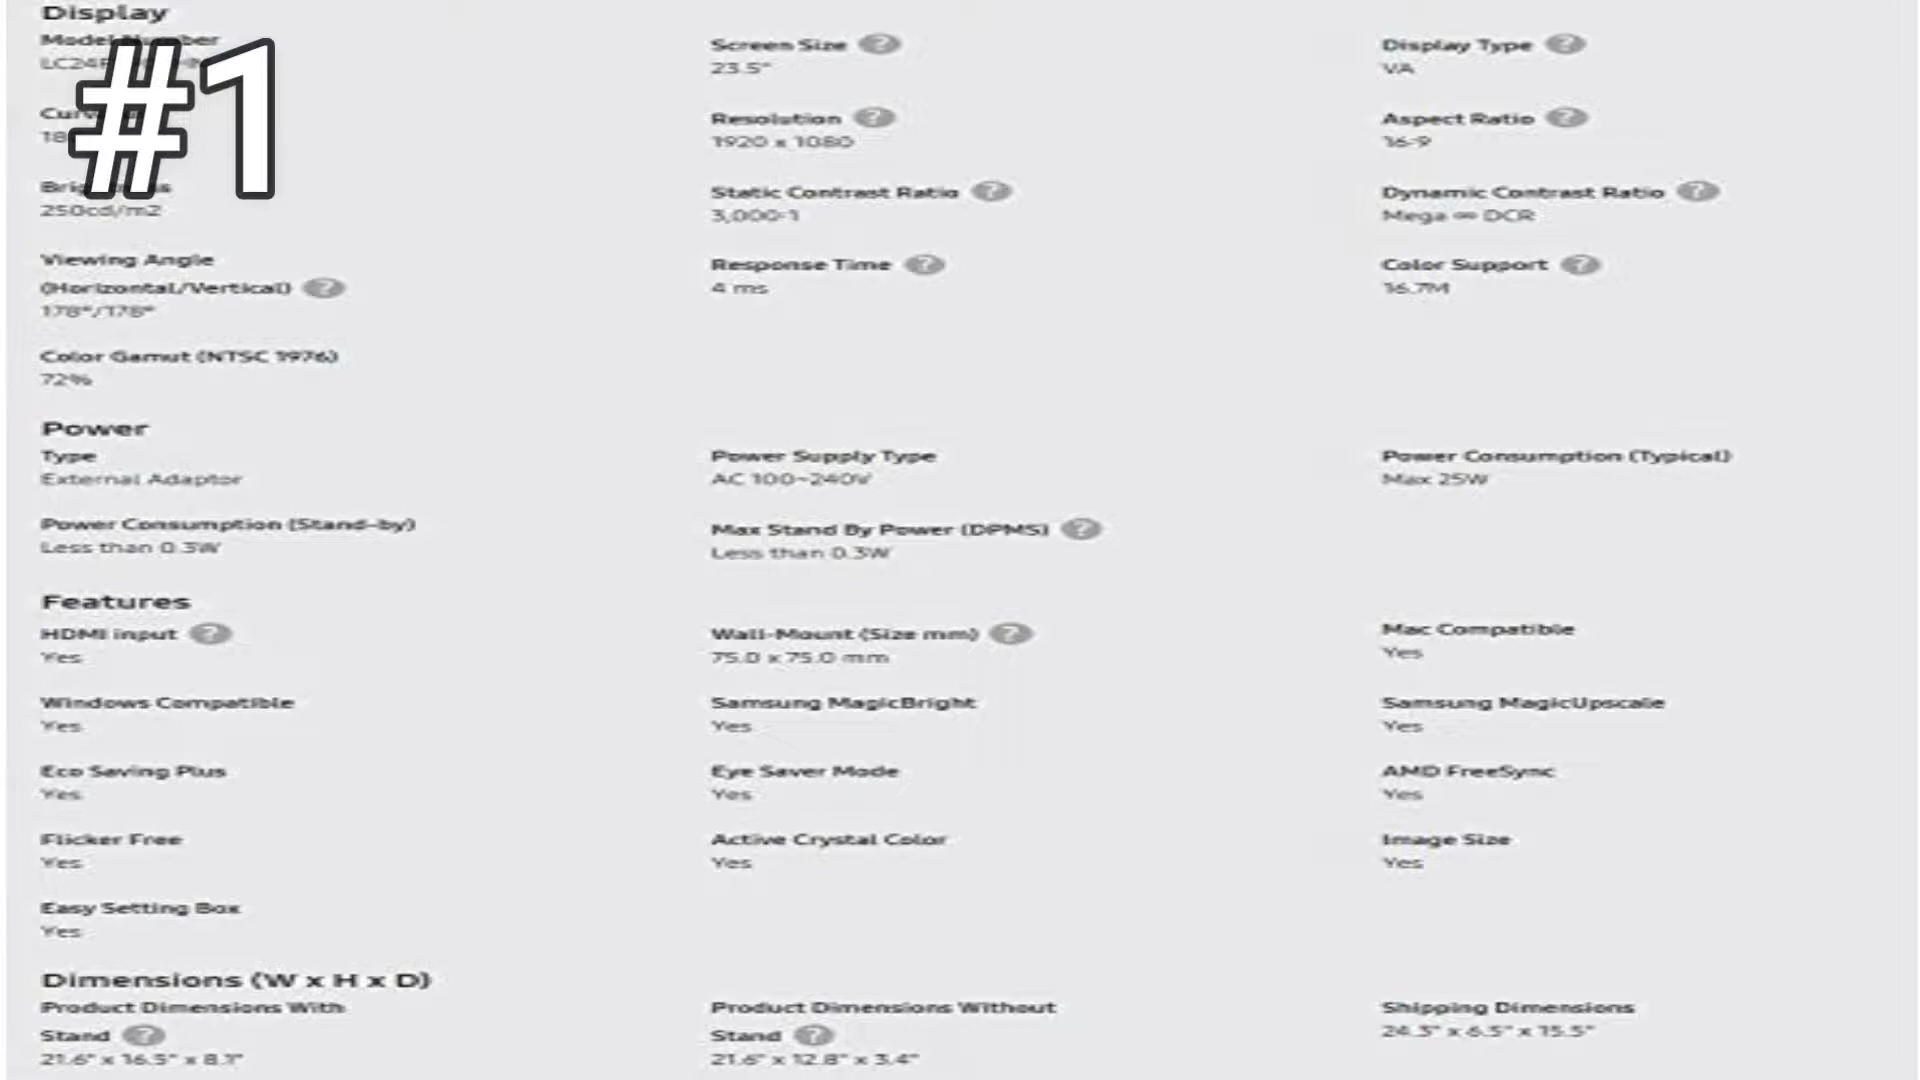 Display
#1
Model Number
Screen Size ?
Display Type ?
23.5"
VA
Resolution ?
Aspect Ratio ?
1920 x 1080
16:9
Static Contrast Ratio ?
Dynamic Contrast Ratio ?
250cd/m2
3,000:1
Mega ∞ DCR
Viewing Angle
(Horizontal/Vertical) ?
178°/178°
Response Time ?
4 ms
Color Support ?
16.7M
Color Gamut (NTSC 1976)
72%
Power
Type
Power Supply Type
Power Consumption (Typical)
External Adaptor
AC 100~240V
Max 25W
Power Consumption (Stand-by)
Max Stand By Power (DPMS) ?
Less than 0.3W
Less than 0.3W
Features
HDMI input ?
Wall-Mount (Size mm) ?
Mac Compatible
Yes
75.0 x 75.0 mm
Yes
Windows Compatible
Samsung MagicBright
Samsung MagicUpscale
Yes
Yes
Yes
Eco Saving Plus
Eye Saver Mode
AMD FreeSync
Yes
Yes
Yes
Flicker Free
Active Crystal Color
Image Size
Yes
Yes
Yes
Easy Setting Box
Yes
Dimensions (W x H x D)
Product Dimensions With
Stand ?
21.6" x 16.5" x 8.1"
Product Dimensions Without
Stand ?
21.6" x 12.8" x 3.4"
Shipping Dimensions
24.3" x 6.5" x 15.5"